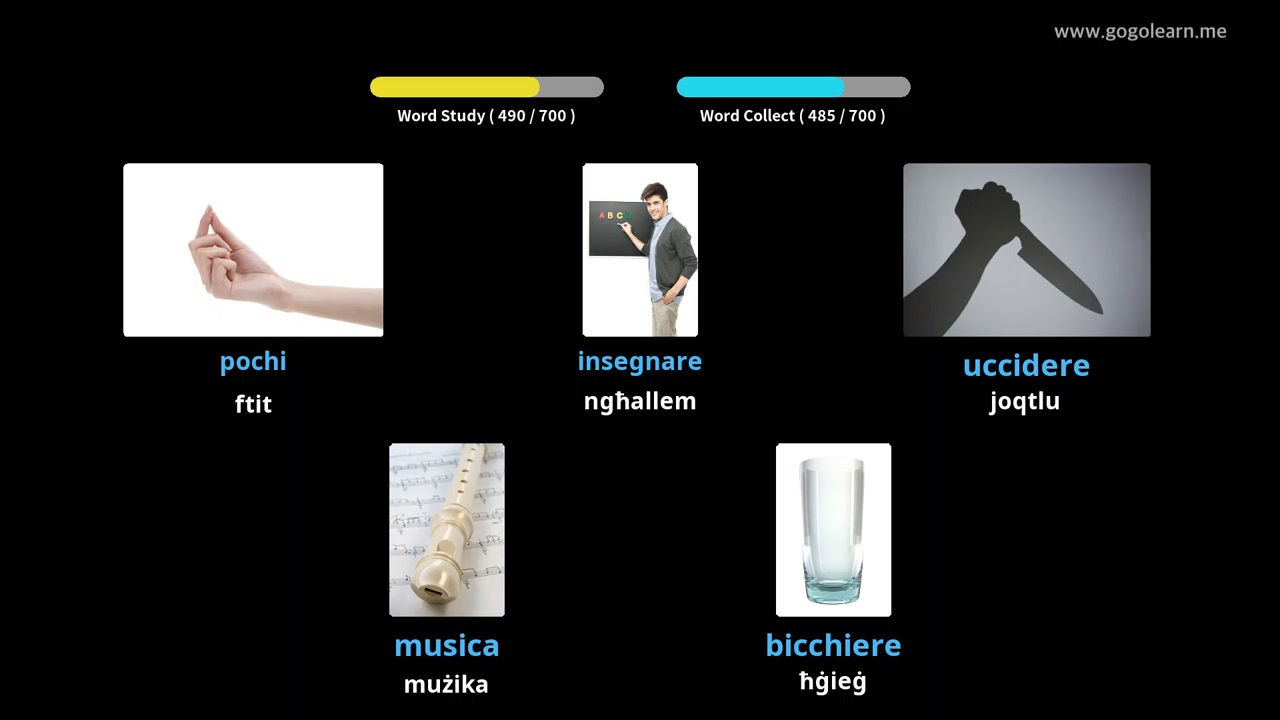 www.gogolearn.me
Word Study ( 490 / 700 )
Word Collect ( 485 / 700 )
A B C D
pochi
insegnare
uccidere
ftit
ngħallem
joqtlu
musica
bicchiere
mużika
ħġieġ